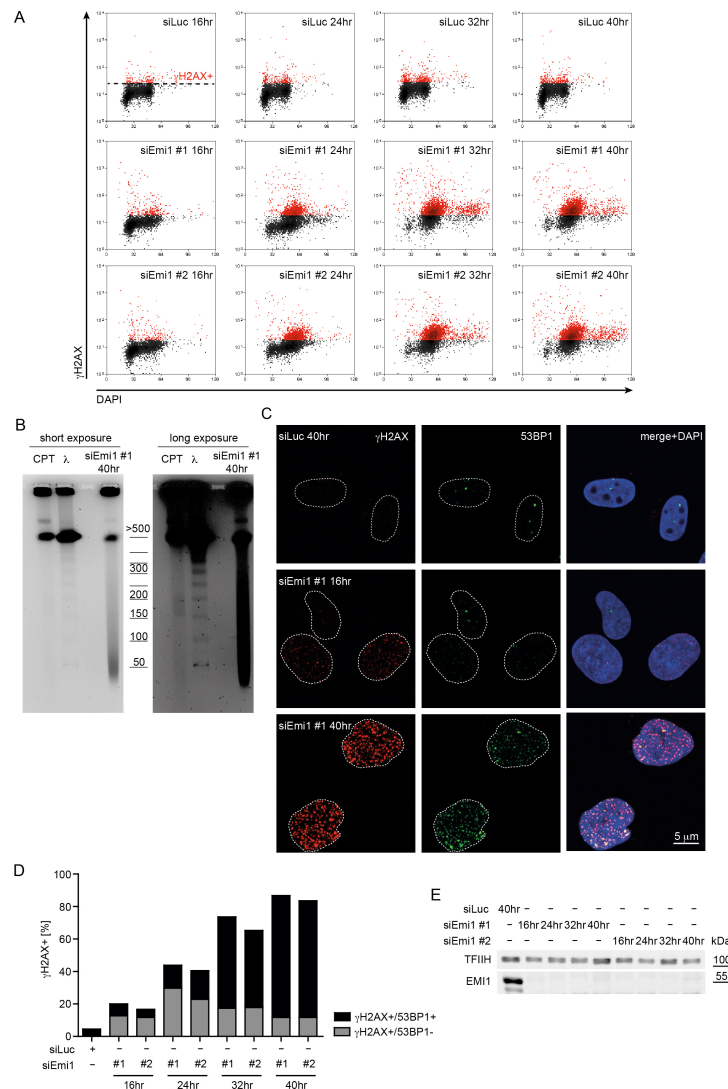 A
siLuc 16hr
siLuc 24hr
siLuc 32hr
siLuc 40hr
γH2AX+
siEmi1 #1 16hr
siEmi1 #1 24hr
siEmi1 #1 32hr
siEmi1 #1 40hr
siEmi1 #2 16hr
siEmi1 #2 24hr
siEmi1 #2 32hr
siEmi1 #2 40hr
γH2AX
DAPI
B
short exposure
long exposure
CPT λ siEmi1 #1 40hr
CPT λ siEmi1 #1 40hr
>500
300
200
150
100
50
C
siLuc 40hr γH2AX
53BP1
merge+DAPI
siEmi1 #1 16hr
siEmi1 #1 40hr
5 μm
D
γH2AX+ [%]
100
80
60
40
20
0
γH2AX+/53BP1+
γH2AX+/53BP1-
siLuc + –
siEmi1 – #1 #2 #1 #2 #1 #2 #1 #2
16hr 24hr 32hr 40hr
E
siLuc 40hr – – – – – – – –
siEmi1 #1 – 16hr 24hr 32hr 40hr – – – –
siEmi1 #2 – – – – – 16hr 24hr 32hr 40hr kDa
TFIIH 100
EMI1 55